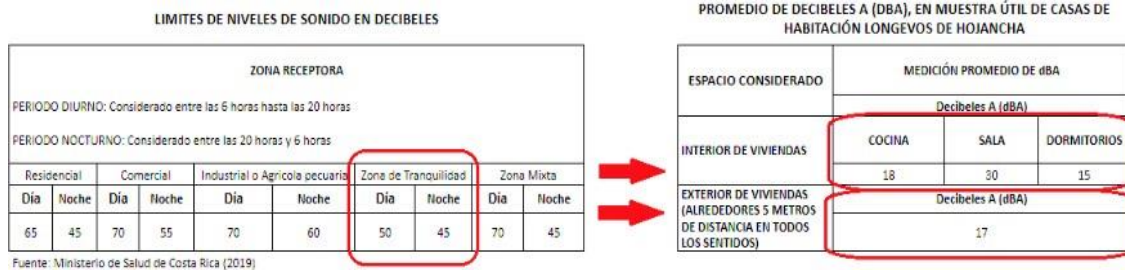 LIMITES DE NIVELES DE SONIDO EN DECIBELES
ZONA RECEPTORA
PERIODO DIURNO: Considerado entre las 6 horas hasta las 20 horas
PERIODO NOCTURNO: Considerado entre las 20 horas y 6 horas
Residencial Comercial Industrial o Agricola pecuaria Zona de Tranquilidad Zona Mixta
Día Noche Día Noche Día Noche Día Noche Día Noche
65 45 70 55 70 60 50 45 70 45
Fuente: Ministerio de Salud de Costa Rica (2019)
PROMEDIO DE DECIBELES A (DBA), EN MUESTRA ÚTIL DE CASAS DE
HABITACIÓN LONGEVOS DE HOJANCHA
ESPACIO CONSIDERADO
MEDICIÓN PROMEDIO DE dBA
Decibeles A (dBA)
INTERIOR DE VIVIENDAS
COCINA SALA DORMITORIOS
18 30 15
EXTERIOR DE VIVIENDAS
(ALREDEDORES 5 METROS
DE DISTANCIA EN TODOS
LOS SENTIDOS)
Decibeles A (dBA)
17